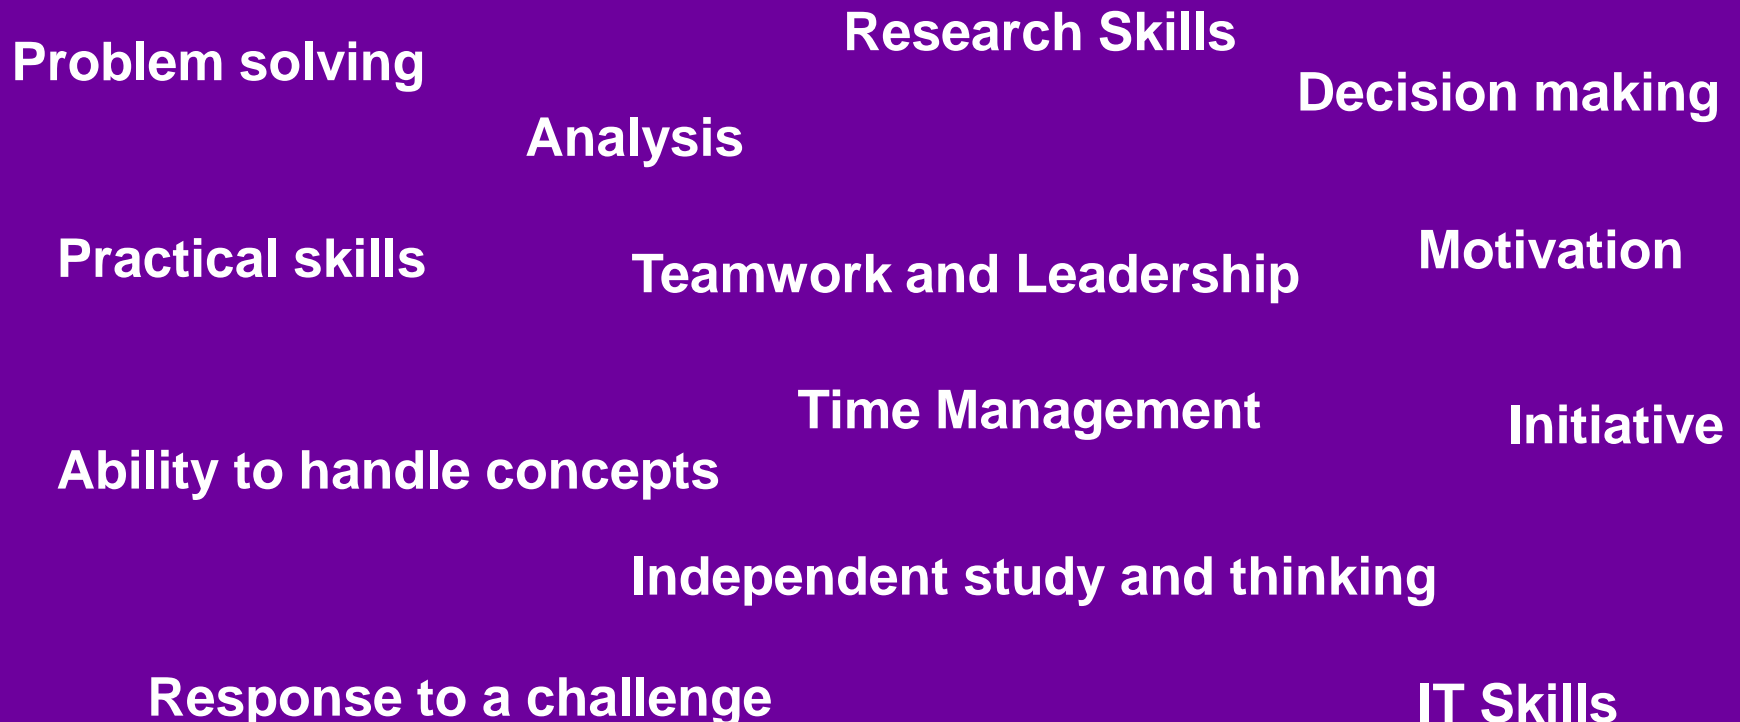 Research Skills
Problem solving
Decision making
Analysis
Practical skills
Motivation
Teamwork and Leadership
Time Management
Initiative
Ability to handle concepts
Independent study and thinking
Response to a challenge
IT Skills